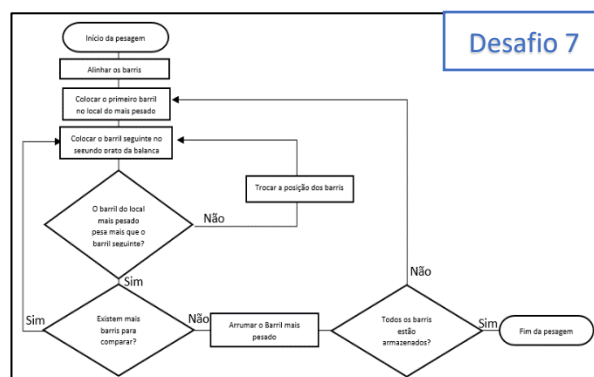 Desafio 7
Início da pesagem
Alinhar os barris
Colocar o primeiro barril
no local do mais pesado
Colocar o barril seguinte no
segundo orato da balanca
Trocar a posição dos barris
O barril do local
mais pesado
pesa mais que o
barril seguinte?
Não
Sim
Não
Existem mais
barris para
comparar?
Sim
Não
Arrumar o Barril mais
pesado
Todos os barris
estão
armazenados?
Sim
Fim da pesagem